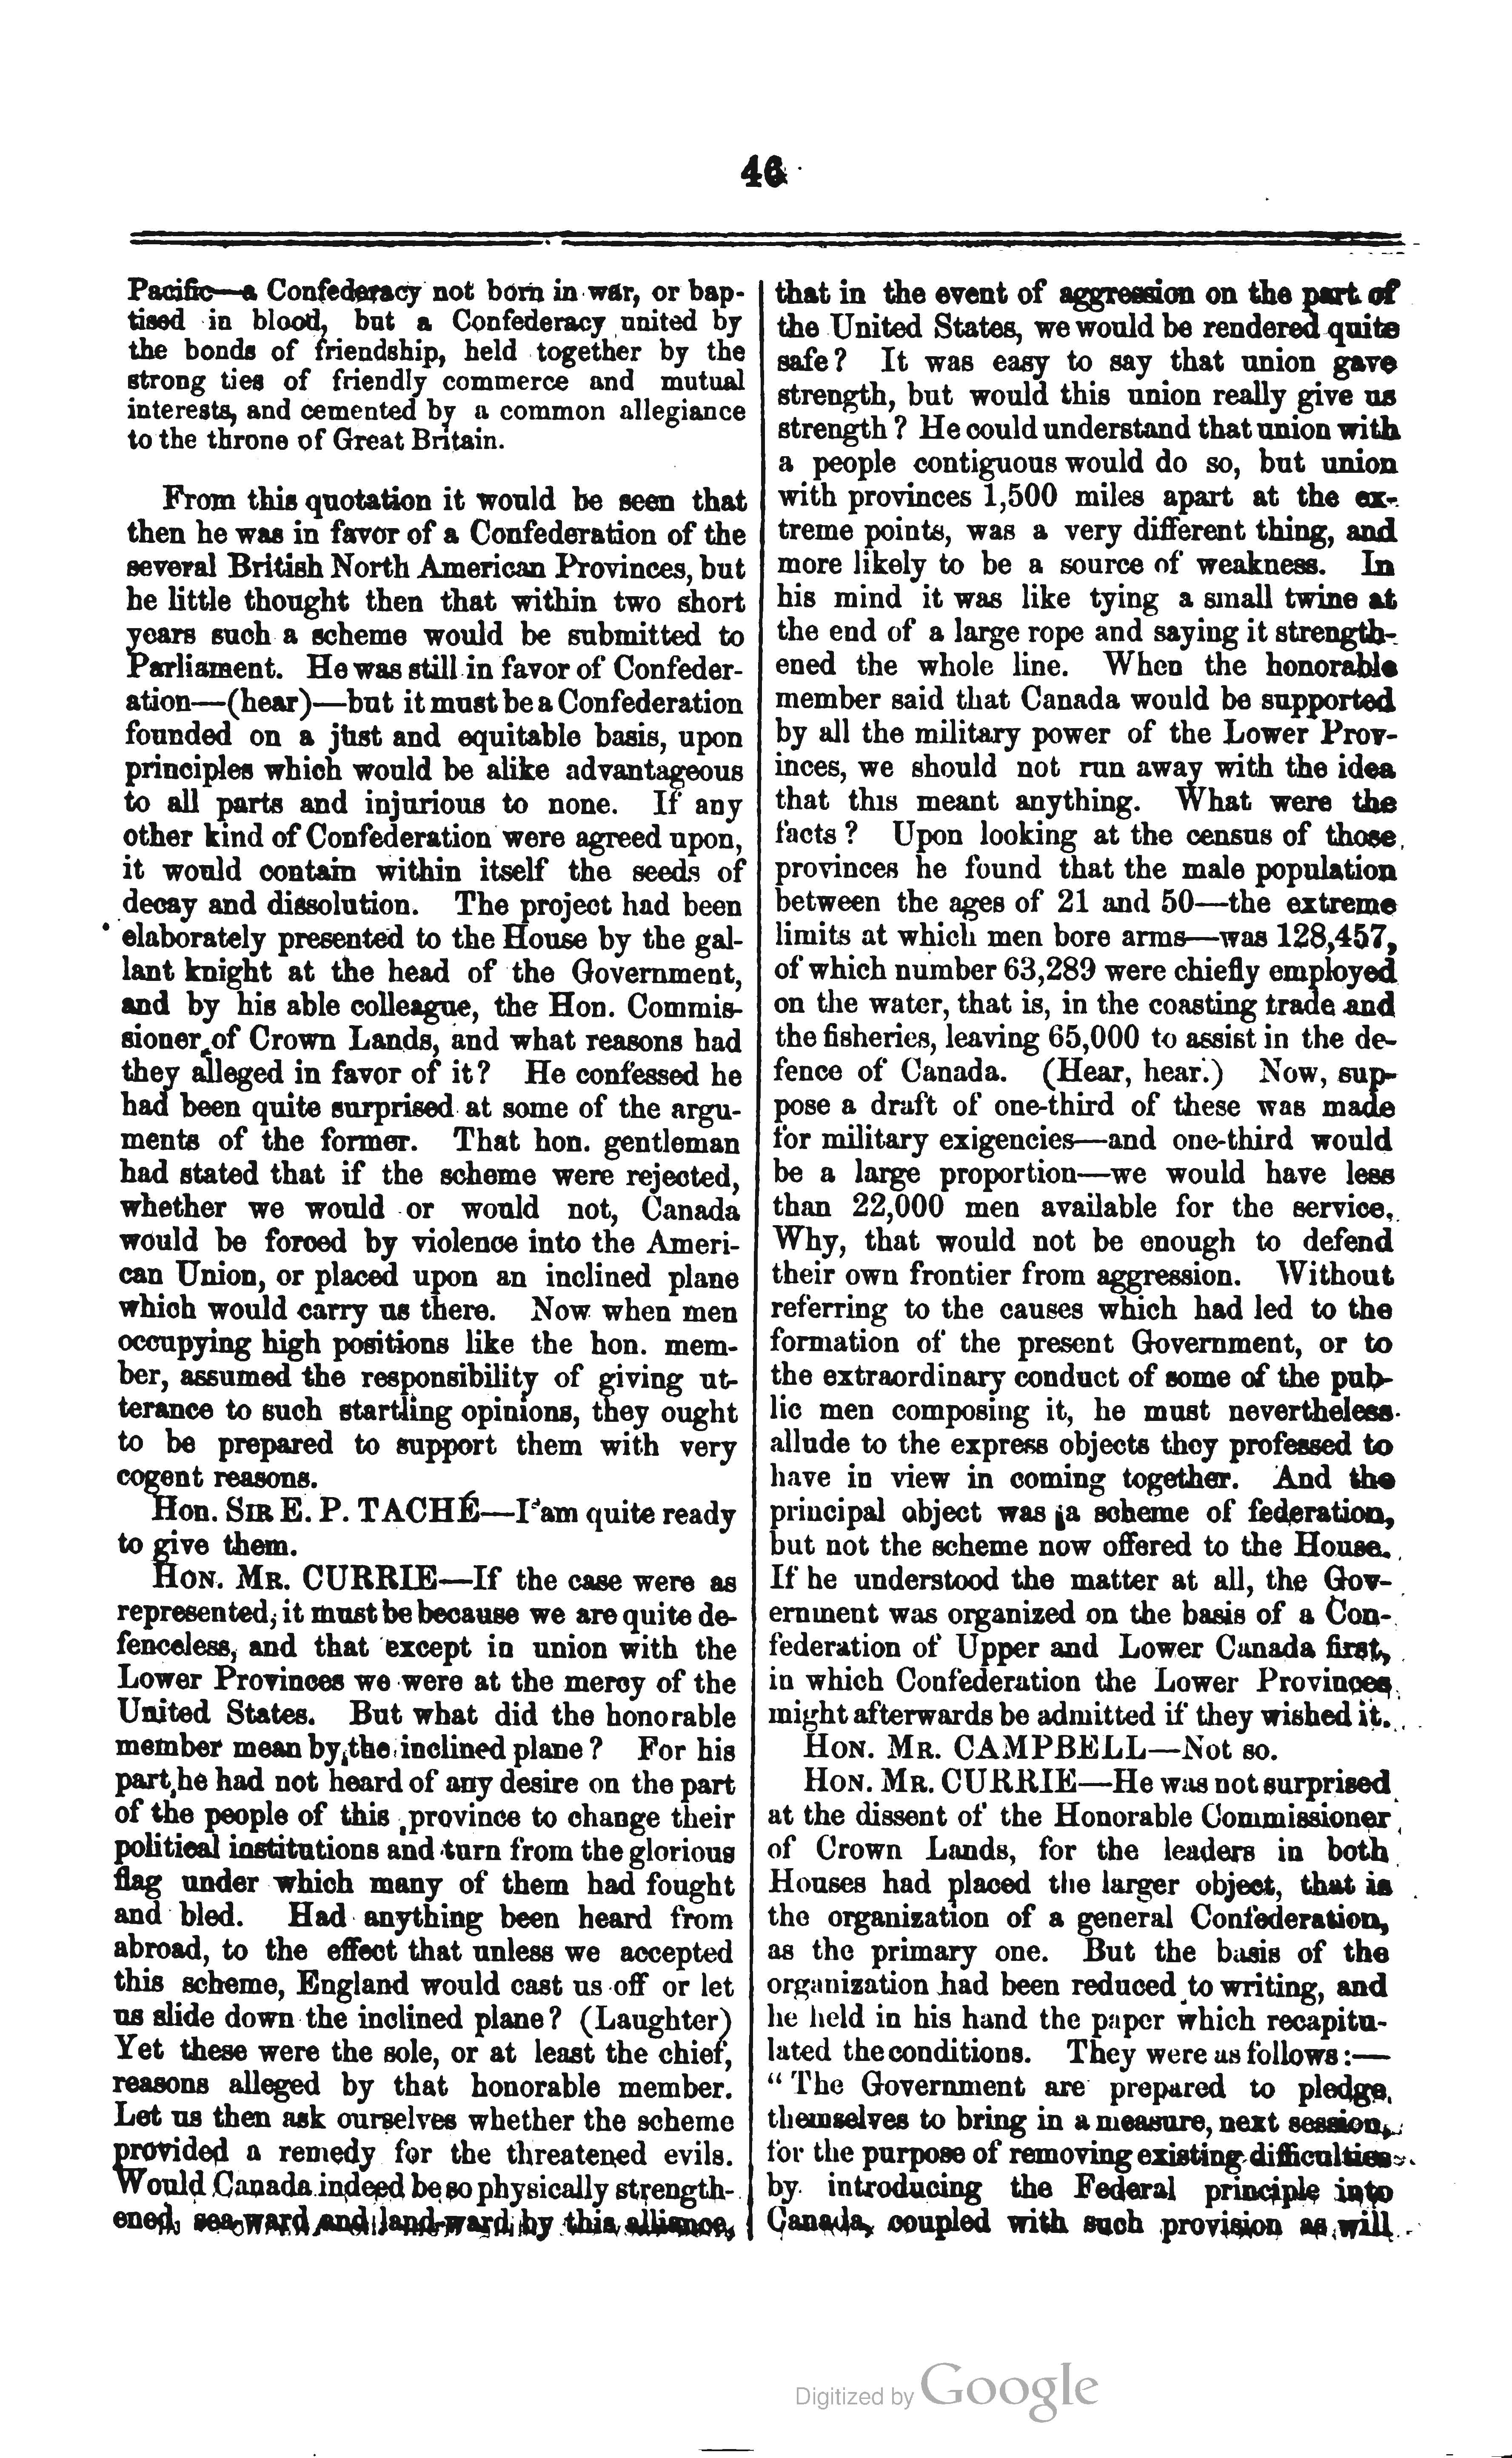 46
Pacific—a Confederacy not born in war, or bap-
tised in blood, but a Confederacy united by
the bonds of friendship, held together by the
strong ties of friendly commerce and mutual
interests, and cemented by a common allegiance
to the throne of Great Britain.
From this quotation it would be seen that
then he was in favor of a Confederation of the
several British North American Provinces, but
he little thought then that within two short
years such a scheme would be submitted to
Parliament. He was still in favor of Confeder-
ation—(hear)—but it must be a Confederation
founded on a just and equitable basis, upon
principles which would be alike advantageous
to all parts and injurious to none. If any
other kind of Confederation were agreed upon,
it would contain within itself the seeds of
decay and dissolution. The project had been
elaborately presented to the House by the gal-
lant knight at the head of the Government,
and by his able colleague, the Hon. Commis-
sioner of Crown Lands, and what reasons had
they alleged in favor of it? He confessed he
had been quite surprised at some of the argu-
ments of the former. That hon. gentleman
had stated that if the scheme were rejected,
whether we would or would not, Canada
would be forced by violence into the Ameri-
can Union, or placed upon an inclined plane
which would carry us there. Now when men
occupying high positions like the hon. mem-
ber, assumed the responsibility of giving ut-
terance to such startling opinions, they ought
to be prepared to support them with very
cogent reasons.
Hon. Sir E. P. TACHÉ—I am quite ready
to give them.
Hon. Mr. CURRIE—If the case were as
represented, it must be because we are quite de-
fenceless, and that except in union with the
Lower Provinces we were at the mercy of the
United States. But what did the honorable
member mean by the inclined plane? For his
part he had not heard of any desire on the part
of the people of this province to change their
political institutions and turn from the glorious
flag under which many of them had fought
and bled. Had anything been heard from
abroad, to the effect that unless we accepted
this scheme, England would cast us off or let
us slide down the inclined plane? (Laughter)
Yet these were the sole, or at least the chief,
reasons alleged by that honorable member.
Let us then ask ourselves whether the scheme
provided a remedy for the threatened evils.
Would Canada indeed be so physically strength-
ened, sea-ward and land-ward by this alliance,
that in the event of aggression on the part of
the United States, we would be rendered quite
safe? It was easy to say that union gave
strength, but would this union really give us
strength? He could understand that union with
a people contiguous would do so, but union
with provinces 1,500 miles apart at the ex-
treme points, was a very different thing, and
more likely to be a source of weakness. In
his mind it was like tying a small twine at
the end of a large rope and saying it strength-
ened the whole line. When the honorable
member said that Canada would be supported
by all the military power of the Lower Prov-
inces, we should not run away with the idea
that this meant anything. What were the
facts? Upon looking at the census of those
provinces he found that the male population
between the ages of 21 and 50—the extreme
limits at which men bore arms—was 128,457,
of which number 63,289 were chiefly employed
on the water, that is, in the coasting trade and
the fisheries, leaving 65,000 to assist in the de-
fence of Canada. (Hear, hear.) Now, sup-
pose a draft of one-third of these was made
for military exigencies—and one-third would
be a large proportion—we would have less
than 22,000 men available for the service.
Why, that would not be enough to defend
their own frontier from aggression. Without
referring to the causes which had led to the
formation of the present Government, or to
the extraordinary conduct of some of the pub-
lic men composing it, he must nevertheless
allude to the express objects they professed to
have in view in coming together. And the
principal object was a scheme of federation,
but not the scheme now offered to the House.
If he understood the matter at all, the Gov-
ernment was organized on the basis of a Con-
federation of Upper and Lower Canada first,
in which Confederation the Lower Provinces
might afterwards be admitted if they wished it.
Hon. Mr. CAMPBELL—Not so.
Hon. Mr. CURRIE—He was not surprised
at the dissent of the Honorable Commissioner
of Crown Lands, for the leaders in both
Houses had placed the larger object, that is
the organization of a general Confederation,
as the primary one. But the basis of the
organization had been reduced to writing, and
he held in his hand the paper which recapitu-
lated the conditions. They were as follows:—
"The Government are prepared to pledge
themselves to bring in a measure, next session,
for the purpose of removing existing difficulties
by introducing the Federal principle into
Canada, coupled with such provision as will
Digitized by Google